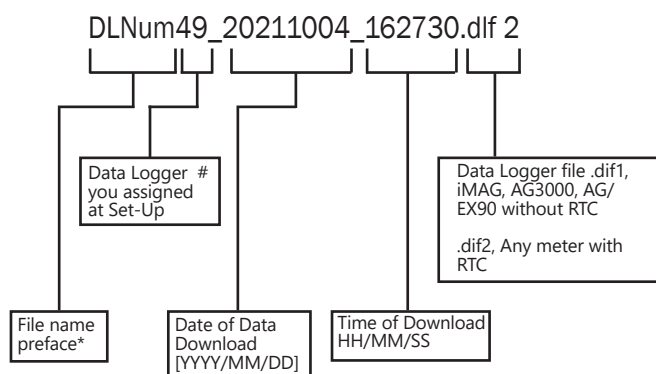 DLNum49_20211004_162730.dlf 2
Data Logger #
you assigned
at Set-Up
Data Logger file .dif1,
iMAG, AG3000, AG/
EX90 without RTC
.dif2, Any meter with
RTC
File name
preface*
Date of Data
Download
[YYYY/MM/DD]
Time of Download
HH/MM/SS